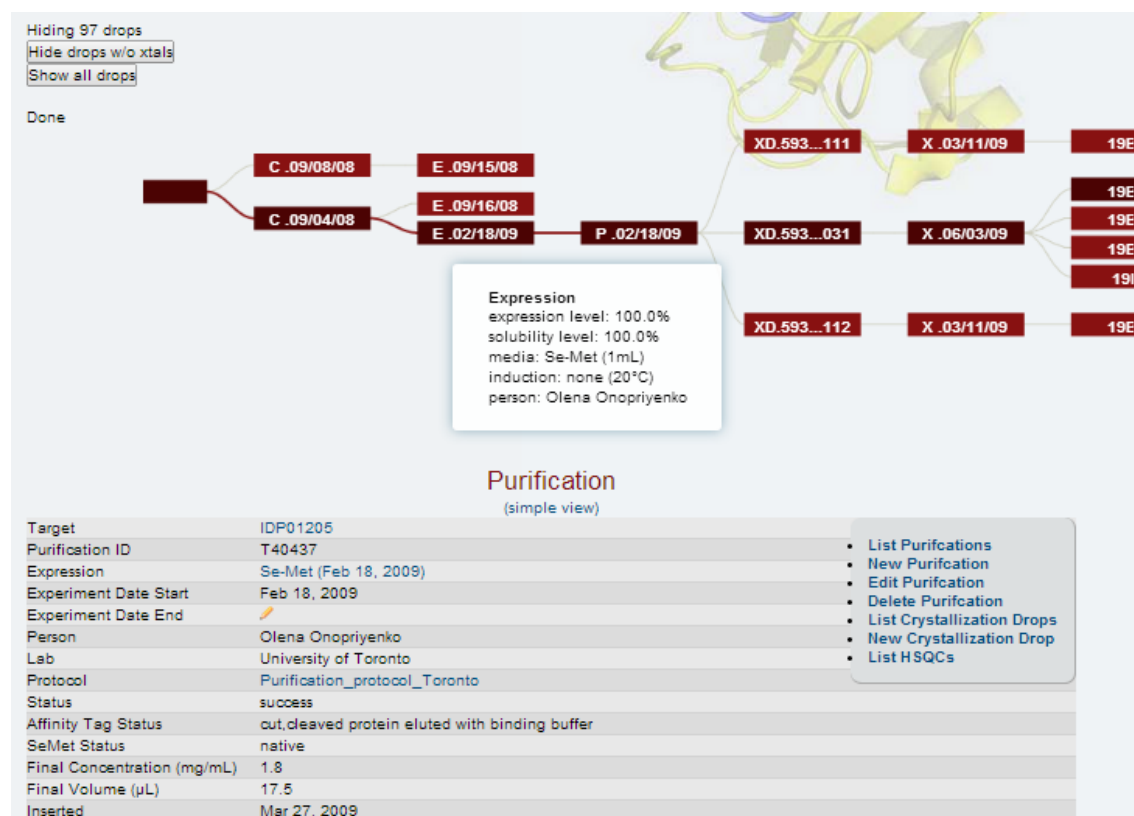 Hiding 97 drops
Hide drops w/o xtals
Show all drops
Done
C .09/08/08
E .09/15/08
C .09/04/08
E .09/16/08
E .02/18/09
P .02/18/09
XD.593...111
X .03/11/09
19E
XD.593...031
X .06/03/09
19E
19E
19E
19
XD.593...112
X .03/11/09
19E
Expression
expression level: 100.0%
solubility level: 100.0%
media: Se-Met (1mL)
induction: none (20°C)
person: Olena Onopriyenko
Purification
(simple view)
Target IDP01205
Purification ID T40437
Expression Se-Met (Feb 18, 2009)
Experiment Date Start Feb 18, 2009
Experiment Date End
Person Olena Onopriyenko
Lab University of Toronto
Protocol Purification_protocol_Toronto
Status success
Affinity Tag Status cut,cleaved protein eluted with binding buffer
SeMet Status native
Final Concentration (mg/mL) 1.8
Final Volume (µL) 17.5
Inserted Mar 27, 2009
List Purifcations
New Purifcation
Edit Purifcation
Delete Purifcation
List Crystallization Drops
New Crystallization Drop
List HSQCs